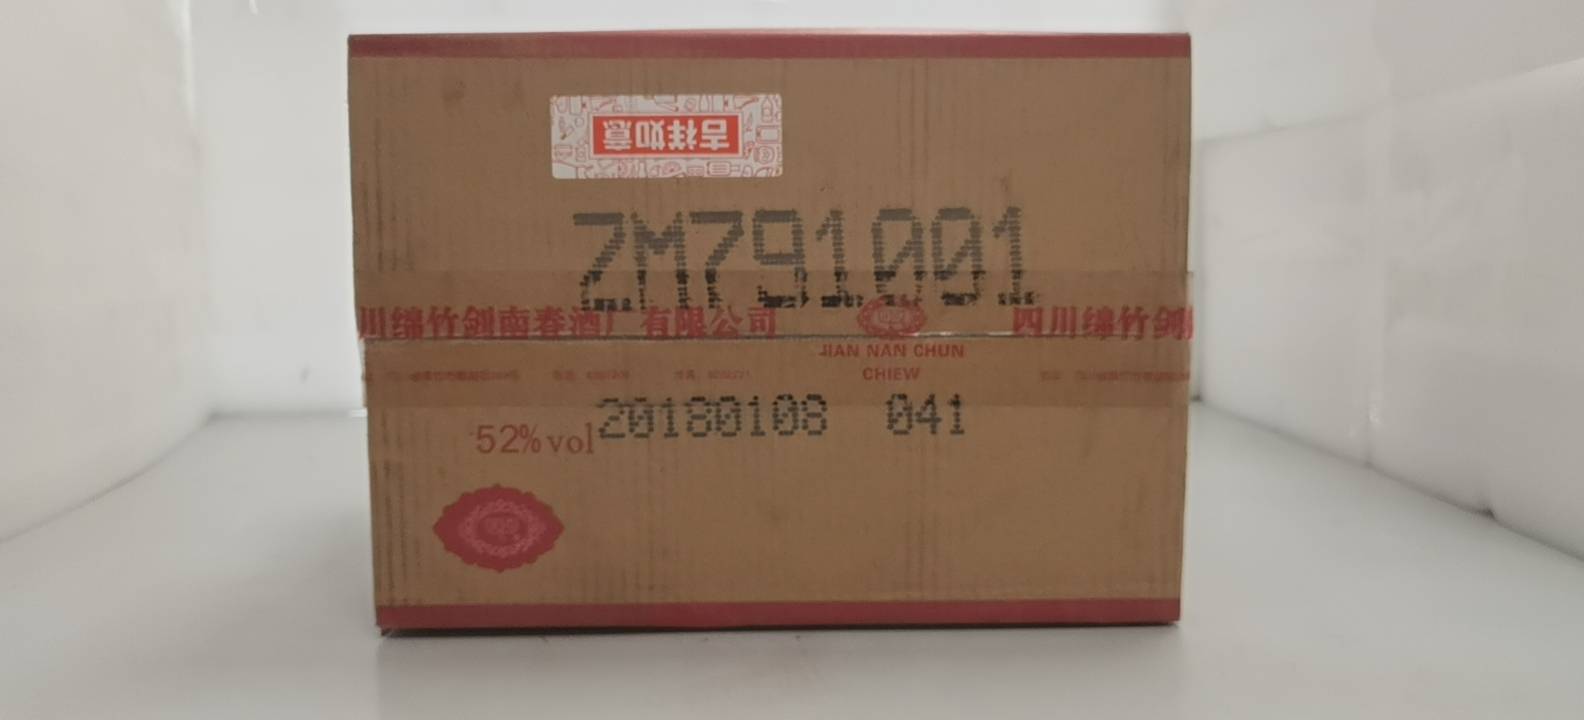 吉祥如意
ZM791001
川绵竹剑南春酒厂有限公司
四川绵竹剑
JIAN NAN CHUN
CHIEW
20180108 041
52%vol